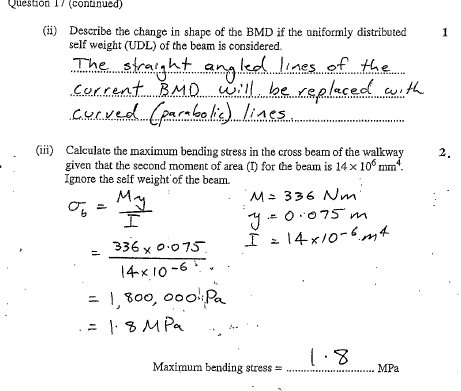 Question 17 (continued)
(ii) Describe the change in shape of the BMD if the uniformly distributed 1
self weight (UDL) of the beam is considered.
The straight angled lines of the
current BMD will be replaced with
curved (parabolic) lines.
(iii) Calculate the maximum bending stress in the cross beam of the walkway 2
given that the second moment of area (I) for the beam is 14 × 10⁶ mm⁴.
Ignore the self weight of the beam.
σb = My / I M = 336 Nm
y = 0.075 m
I = 14 × 10-6 m⁴
= 336 × 0.075 / 14 × 10-6
= 1,800,000 Pa
= 1.8 MPa
Maximum bending stress = 1.8 MPa